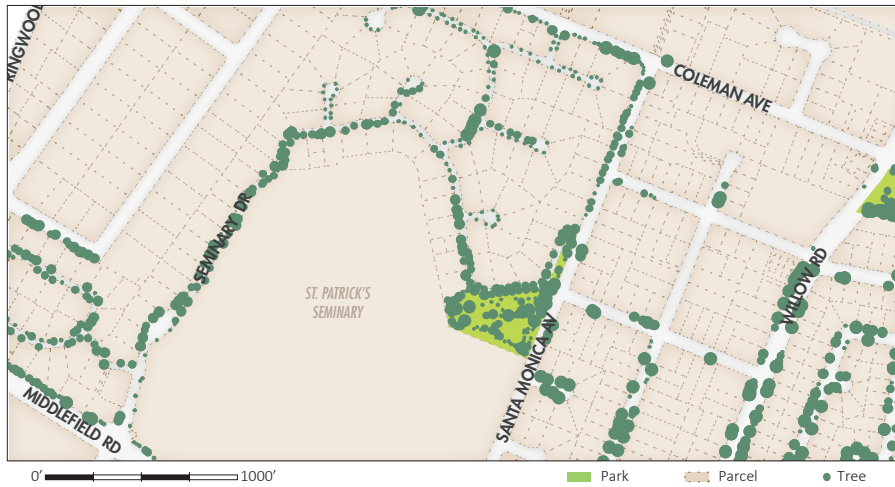 RINGWOOD
COLEMAN AVE
SEMINARY DR
WILLOW RD
ST. PATRICK'S
SEMINARY
SANTA MONICA AV
MIDDLEFIELD RD
0' 1000' Park Parcel Tree